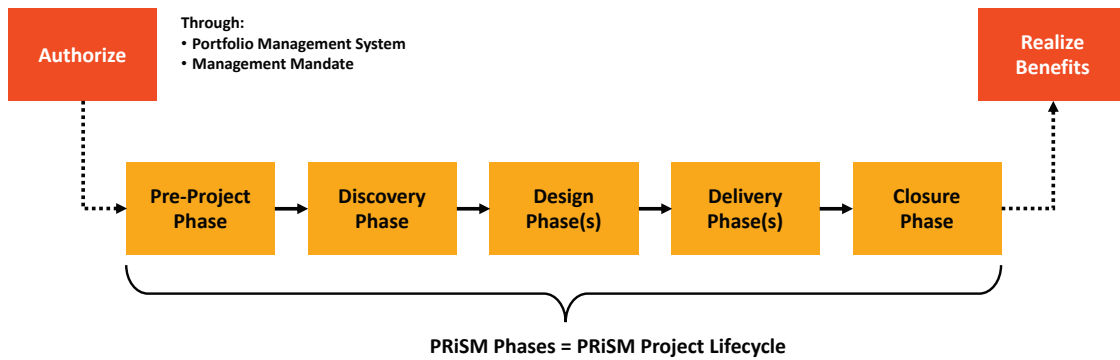 Authorize
Through:
• Portfolio Management System
• Management Mandate
Realize
Benefits
Pre-Project
Phase
Discovery
Phase
Design
Phase(s)
Delivery
Phase(s)
Closure
Phase
PRiSM Phases = PRiSM Project Lifecycle